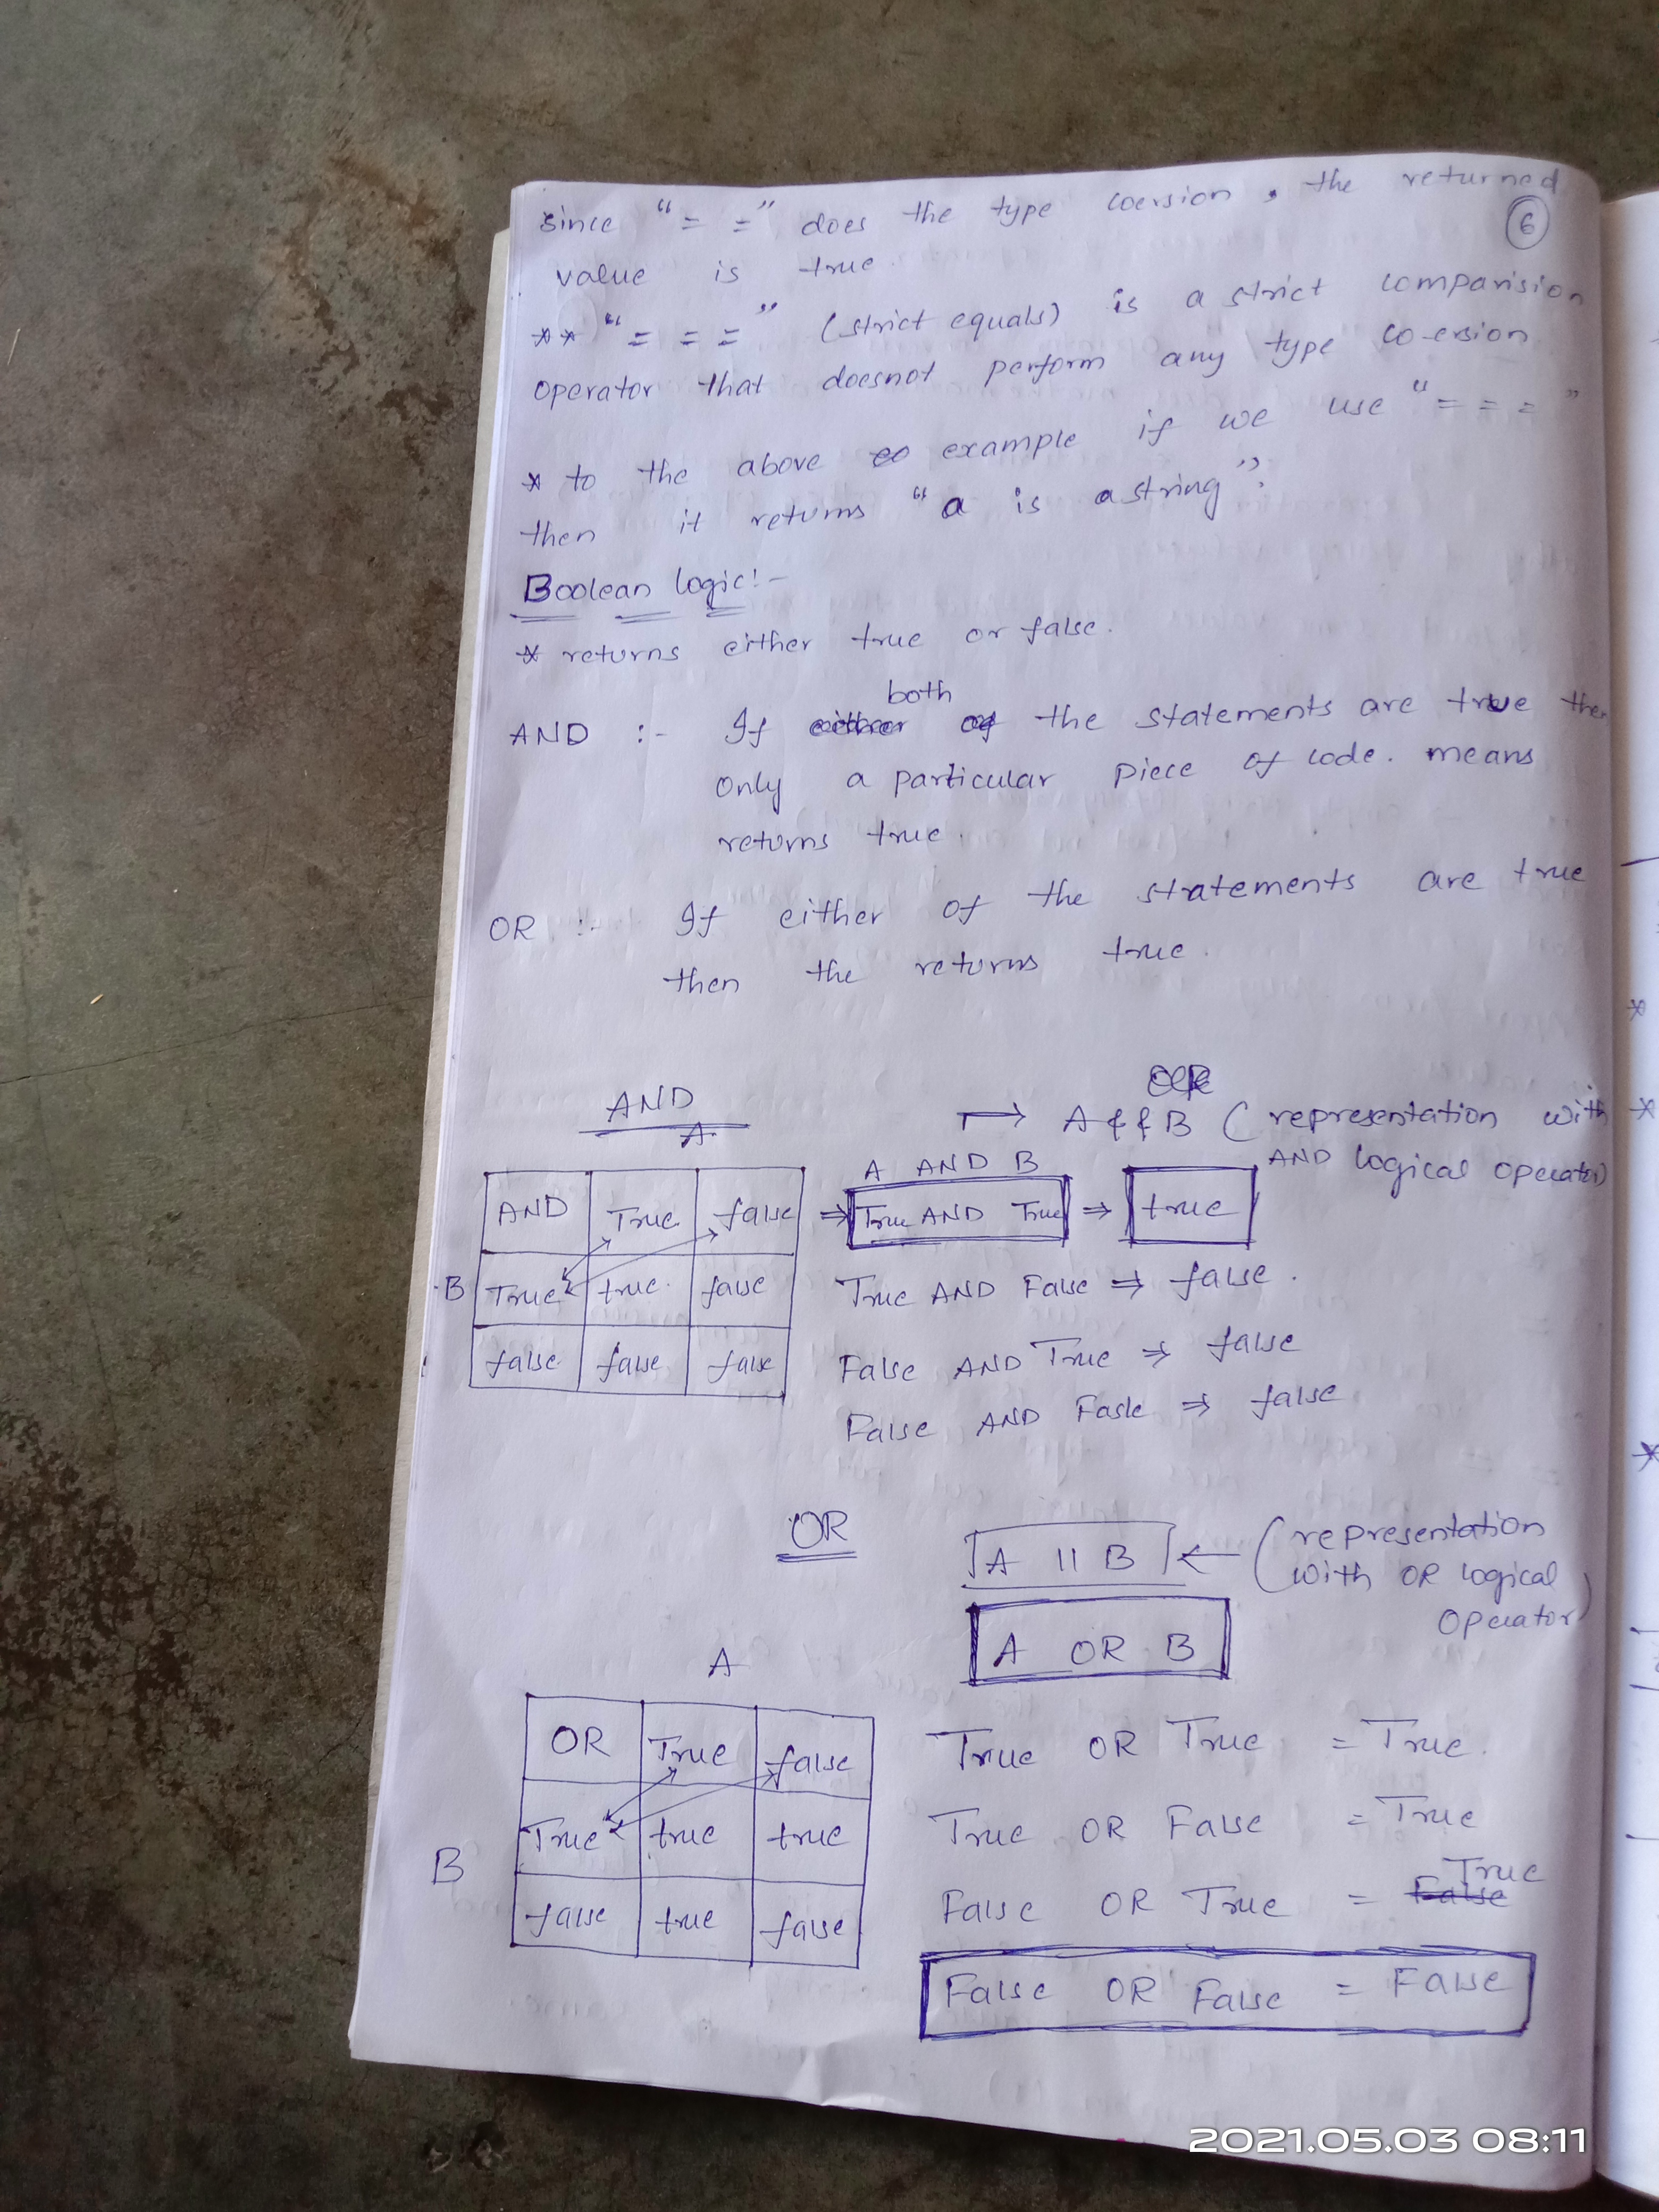 since "= =" does the type coersion, the returned
6
value is true.
** "= = =" (strict equals) is a strict comparision
operator that doesnot perform any type co-ersion
* to the above example if we use "= = ="
then it returns "a is a string".
Boolean logic:-
* returns either true or false.
both
AND :- If either of the statements are true then
only a particular piece of code. means
returns true.
OR :- If either of the statements are true
then the returns true.
AND
A
OR
→ A && B (representation with
AND logical operator)
A AND B
AND True false ⇒ True AND True ⇒ true
B True true false True AND False ⇒ false.
false false false False AND True ⇒ false
False AND Fasle ⇒ false
OR
A || B ← (representation
with OR logical
operator)
A OR B
A
OR True false True OR True = True.
B True true true True OR False = True
True
false true false False OR True = False
False OR False = False
2021.05.03 08:11